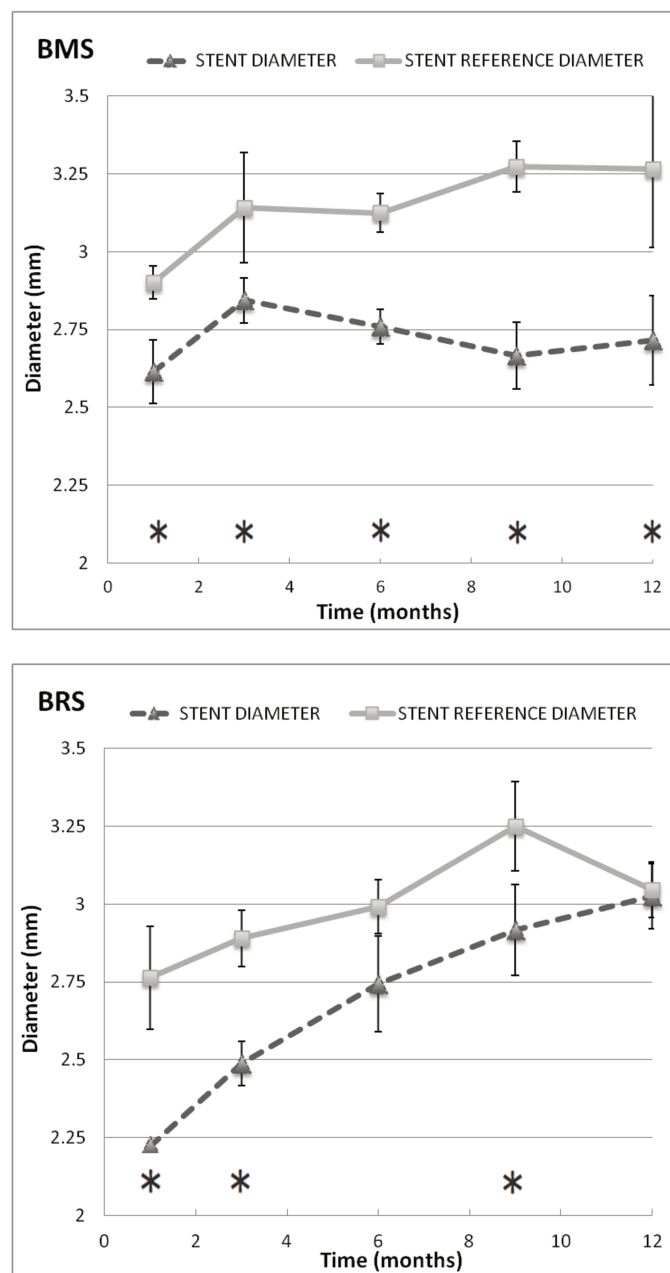 BMS
STENT DIAMETER STENT REFERENCE DIAMETER
3.5
3.25
3
2.75
2.5
2.25
2
Diameter (mm)
* * * * *
0 2 4 6 8 10 12
Time (months)
BRS
STENT DIAMETER STENT REFERENCE DIAMETER
3.5
3.25
3
2.75
2.5
2.25
2
Diameter (mm)
* * *
0 2 4 6 8 10 12
Time (months)